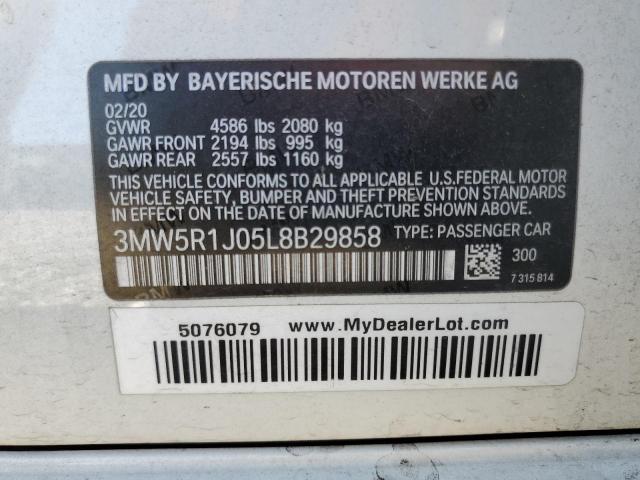 MFD BY BAYERISCHE MOTOREN WERKE AG
02/20
GVWR 4586 lbs 2080 kg
GAWR FRONT 2194 lbs 995 kg
GAWR REAR 2557 lbs 1160 kg
THIS VEHICLE CONFORMS TO ALL APPLICABLE U.S.FEDERAL MOTOR
VEHICLE SAFETY, BUMPER AND THEFT PREVENTION STANDARDS
IN EFFECT ON THE DATE OF MANUFACTURE SHOWN ABOVE.
3MW5R1J05L8B29858 TYPE: PASSENGER CAR
300
7 315 814
5076079 www.MyDealerLot.com